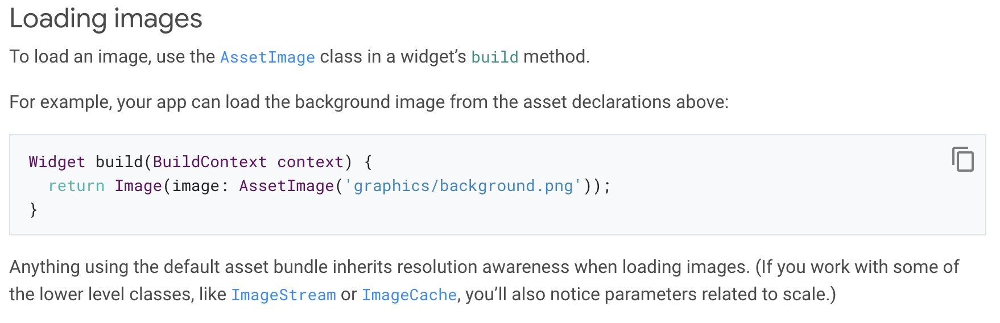 Loading images
To load an image, use the AssetImage class in a widget’s build method.
For example, your app can load the background image from the asset declarations above:
Widget build(BuildContext context) {
  return Image(image: AssetImage('graphics/background.png'));
}
Anything using the default asset bundle inherits resolution awareness when loading images. (If you work with some of
the lower level classes, like ImageStream or ImageCache, you’ll also notice parameters related to scale.)